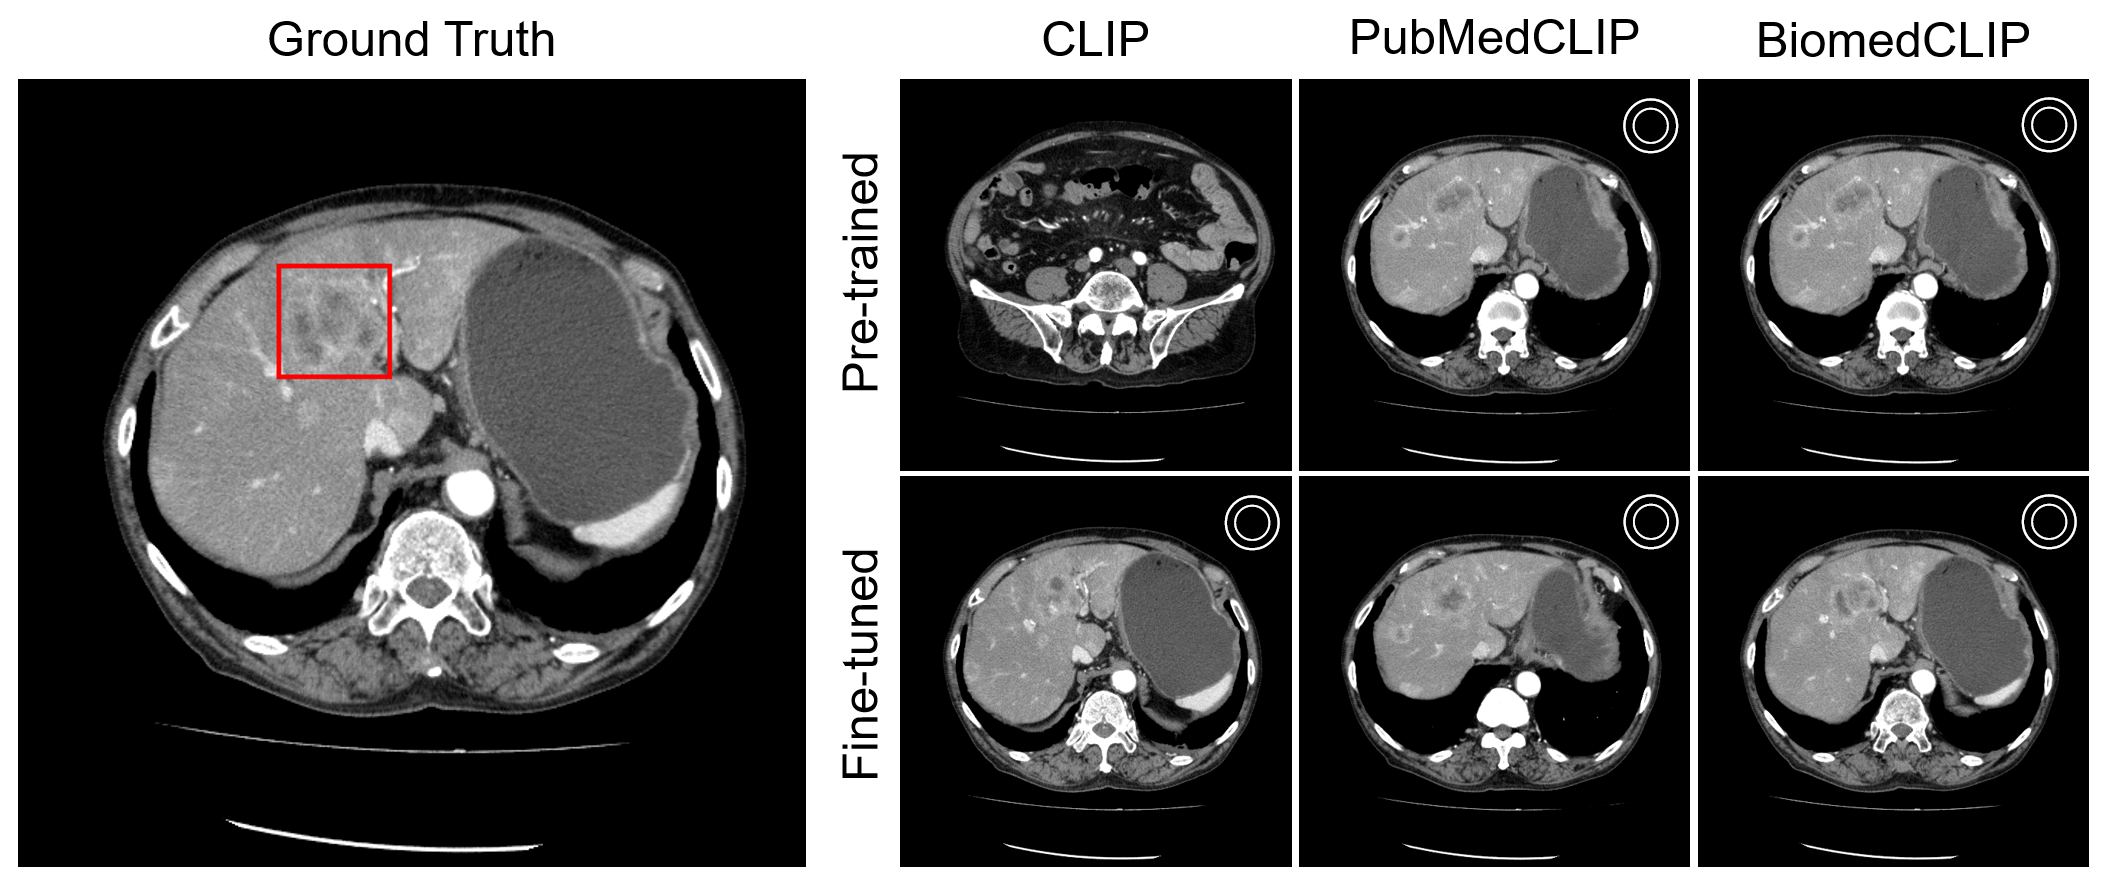 Ground Truth
CLIP
PubMedCLIP
BiomedCLIP
Pre-trained
Fine-tuned